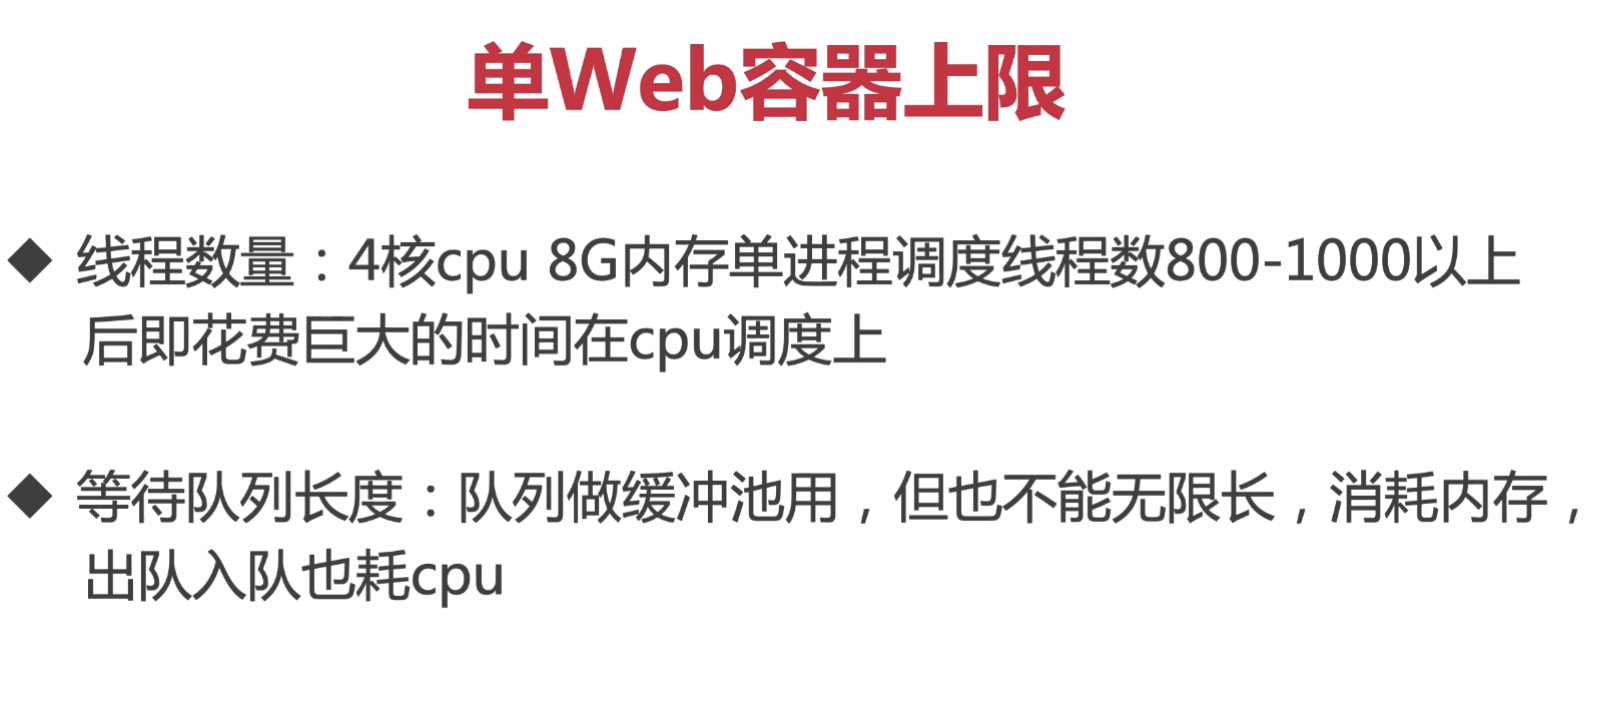 单Web容器上限
◆ 线程数量：4核cpu 8G内存单进程调度线程数800-1000以上
后即花费巨大的时间在cpu调度上
◆ 等待队列长度：队列做缓冲池用，但也不能无限长，消耗内存，
出队入队也耗cpu